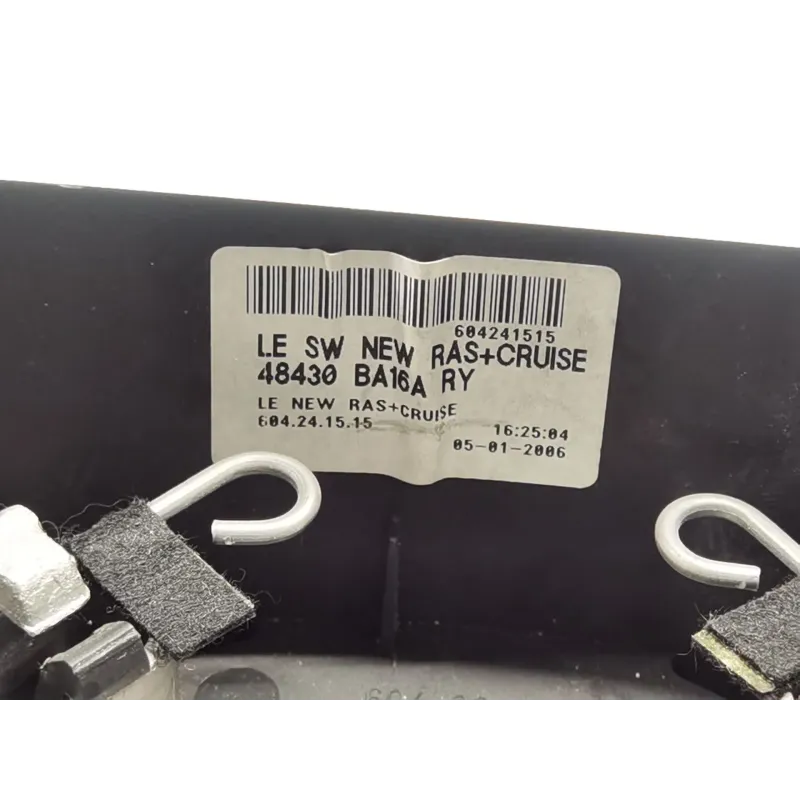 604241515
LE SW NEW RAS+CRUISE
48430 BA16A RY
LE NEW RAS+CRUISE
604.24.15.15
16:25:04
05-01-2006